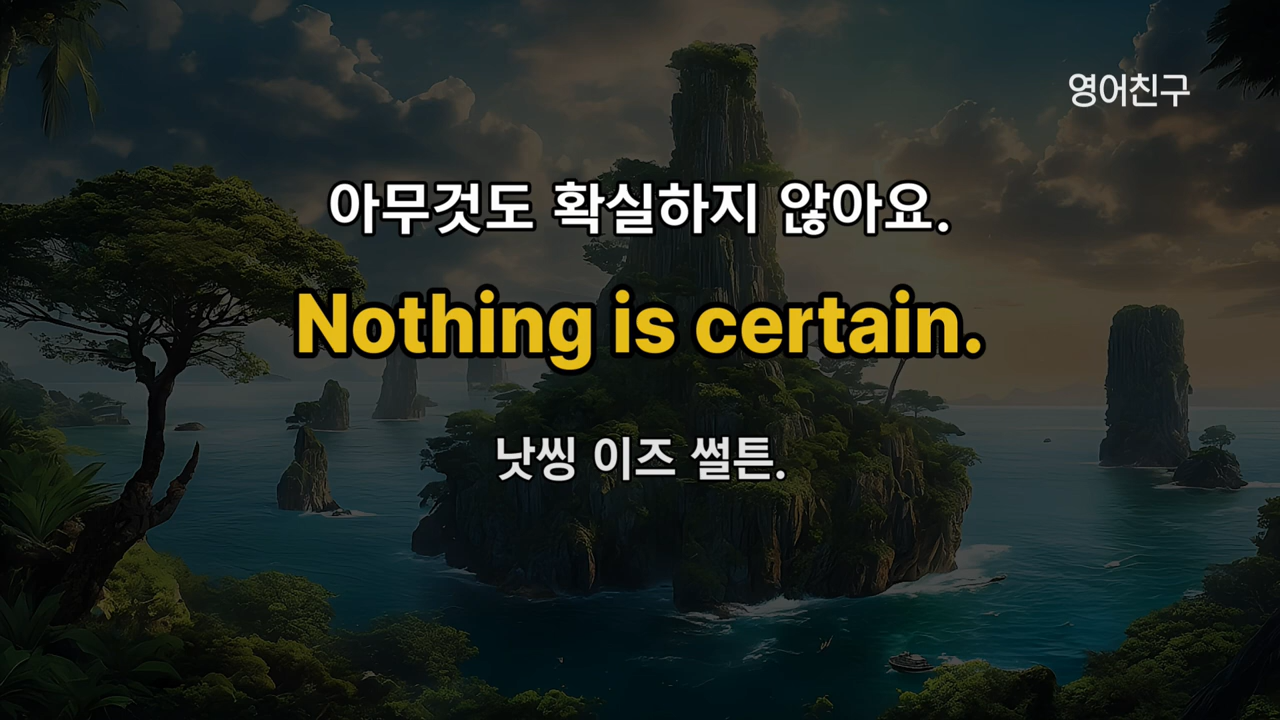 영어친구
아무것도 확실하지 않아요.
Nothing is certain.
낫씽 이즈 썰튼.